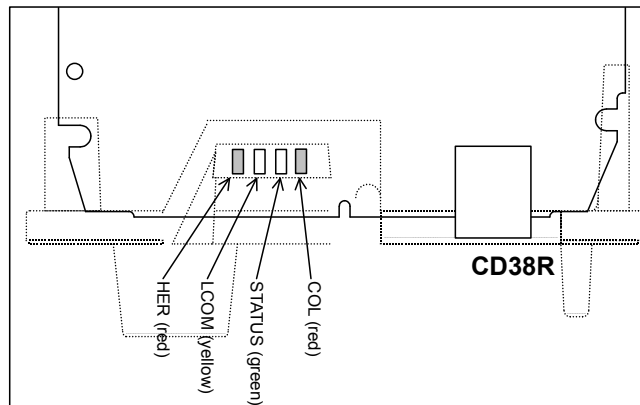 CD38R
HER (red)
LCOM (yellow)
STATUS (green)
COL (red)